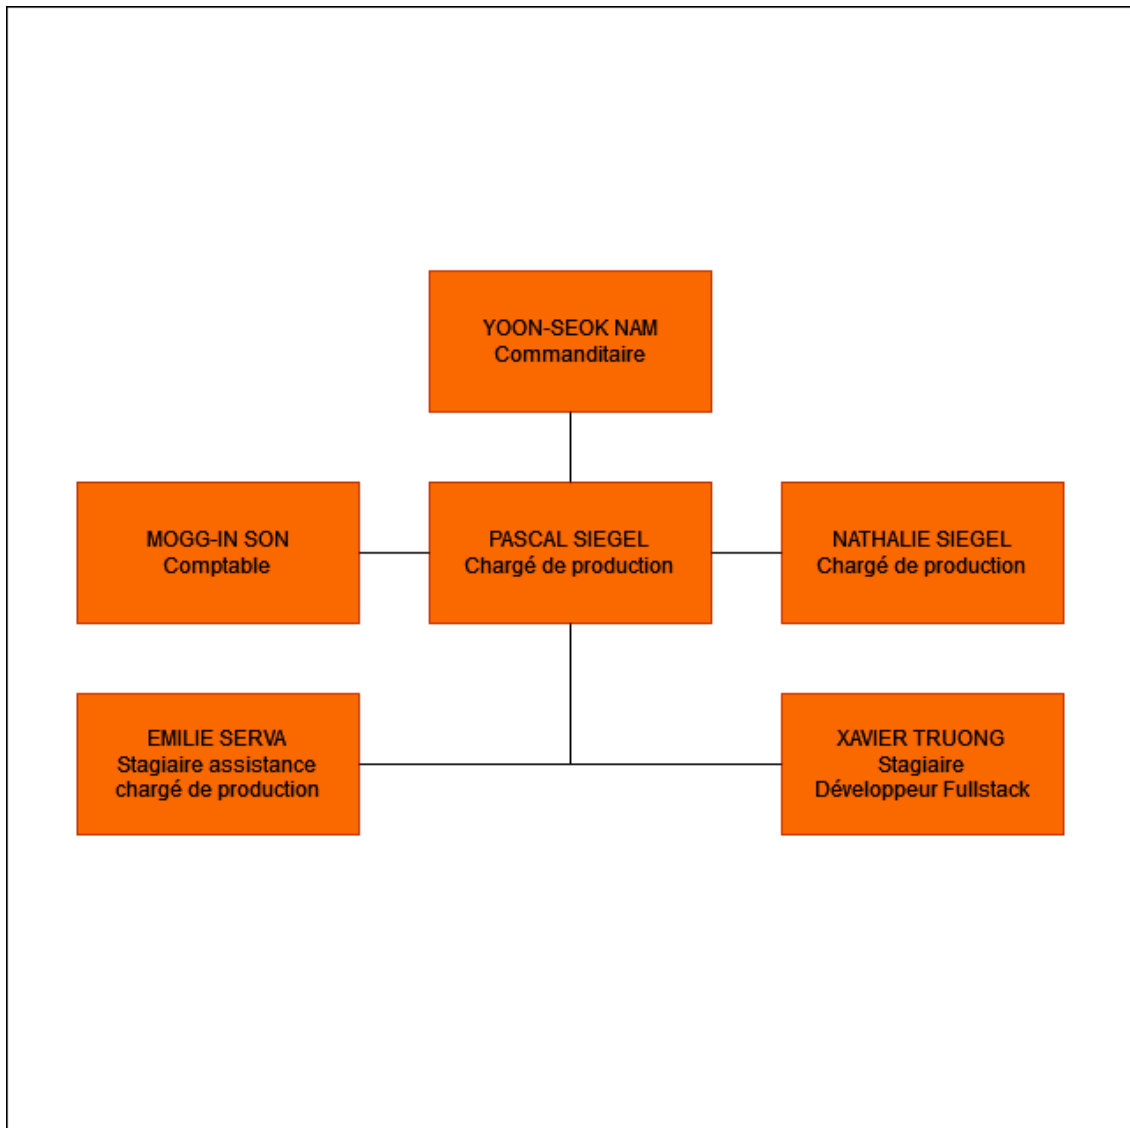 YOON-SEOK NAM
Commanditaire
MOGG-IN SON
Comptable
PASCAL SIEGEL
Chargé de production
NATHALIE SIEGEL
Chargé de production
EMILIE SERVA
Stagiaire assistance
chargé de production
XAVIER TRUONG
Stagiaire
Développeur Fullstack